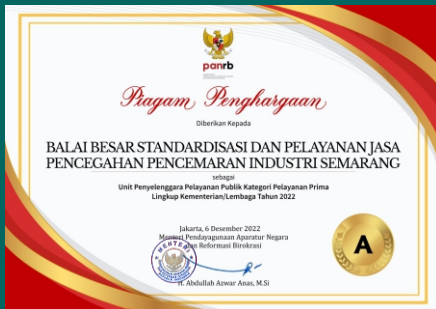 panrb
Piagam Penghargaan
Diberikan Kepada
BALAI BESAR STANDARDISASI DAN PELAYANAN JASA
PENCEGAHAN PENCEMARAN INDUSTRI SEMARANG
sebagai
Unit Penyelenggara Pelayanan Publik Kategori Pelayanan Prima
Lingkup Kementerian/Lembaga Tahun 2022
Jakarta, 6 Desember 2022
Menteri Pendayagunaan Aparatur Negara
dan Reformasi Birokrasi
MENTERI
A
H. Abdullah Azwar Anas, M.Si